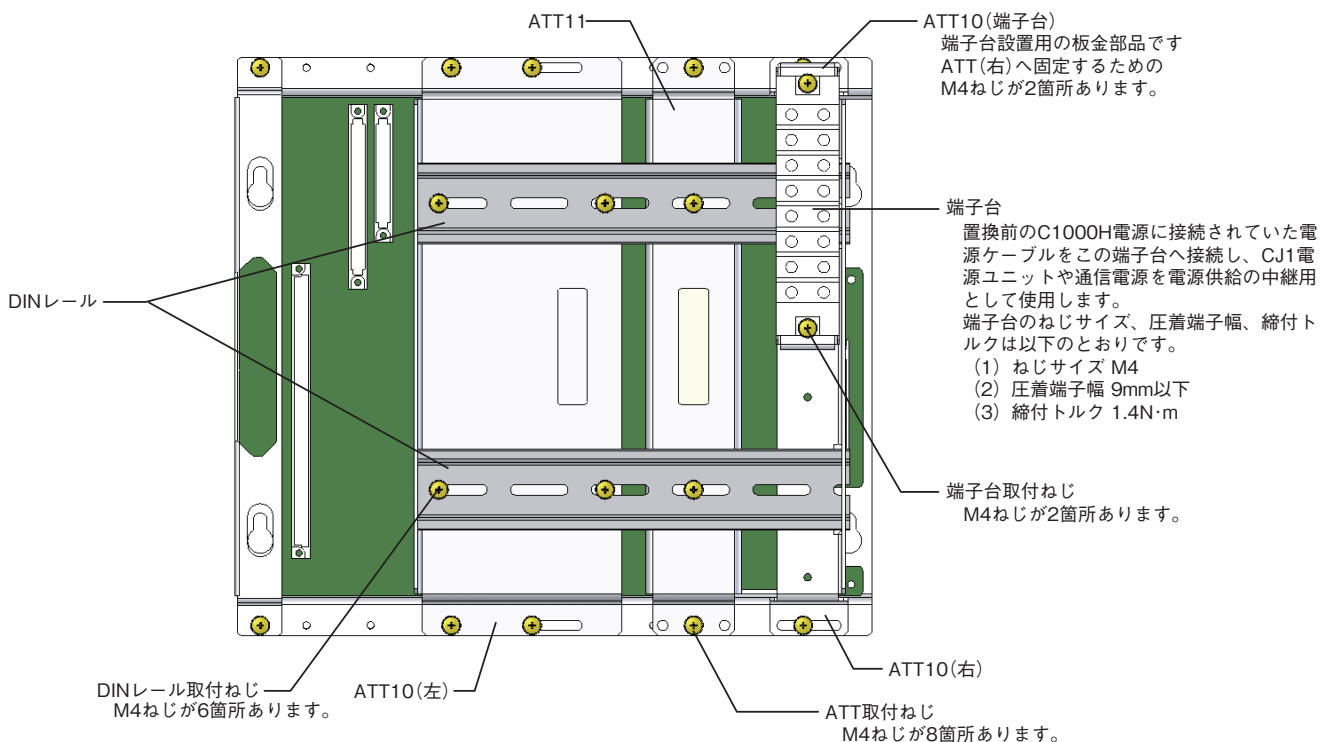 ATT11
ATT10(端子台)
端子台設置用の板金部品です
ATT(右)へ固定するための
M4ねじが2箇所あります。
端子台
置換前のC1000H電源に接続されていた電
源ケーブルをこの端子台へ接続し、CJ1電
源ユニットや通信電源を電源供給の中継用
として使用します。
端子台のねじサイズ、圧着端子幅、締付ト
ルクは以下のとおりです。
(1) ねじサイズ M4
(2) 圧着端子幅 9mm以下
(3) 締付トルク 1.4N·m
DINレール
端子台取付ねじ
M4ねじが2箇所あります。
ATT10(右)
DINレール取付ねじ
M4ねじが6箇所あります。
ATT10(左)
ATT取付ねじ
M4ねじが8箇所あります。